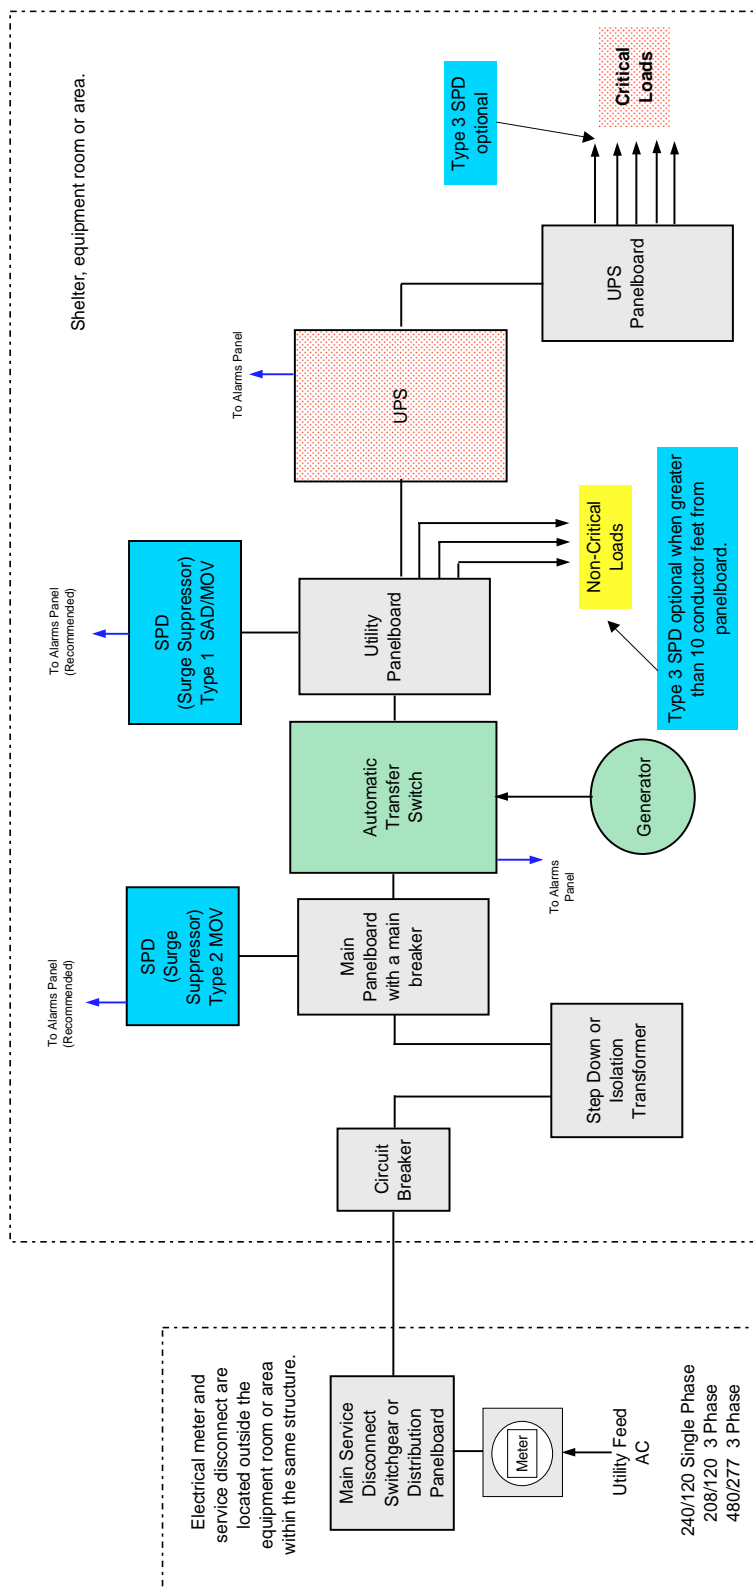 Shelter, equipment room or area.
Electrical meter and
service disconnect are
located outside the
equipment room or area
within the same structure.
Main Service
Disconnect
Switchgear or
Distribution
Panelboard
Meter
Utility Feed
AC
240/120 Single Phase
208/120  3 Phase
480/277  3 Phase
Circuit
Breaker
Step Down or
Isolation
Transformer
To Alarms Panel
(Recommended)
SPD
(Surge
Suppressor)
Type 2 MOV
Main
Panelboard
with a main
breaker
Automatic
Transfer
Switch
To Alarms
Panel
Generator
To Alarms Panel
(Recommended)
SPD
(Surge Suppressor)
Type 1  SAD/MOV
Utility
Panelboard
Non-Critical
Loads
Type 3 SPD optional when greater
than 10 conductor feet from
panelboard.
To Alarms Panel
UPS
UPS
Panelboard
Type 3 SPD
optional
Critical
Loads